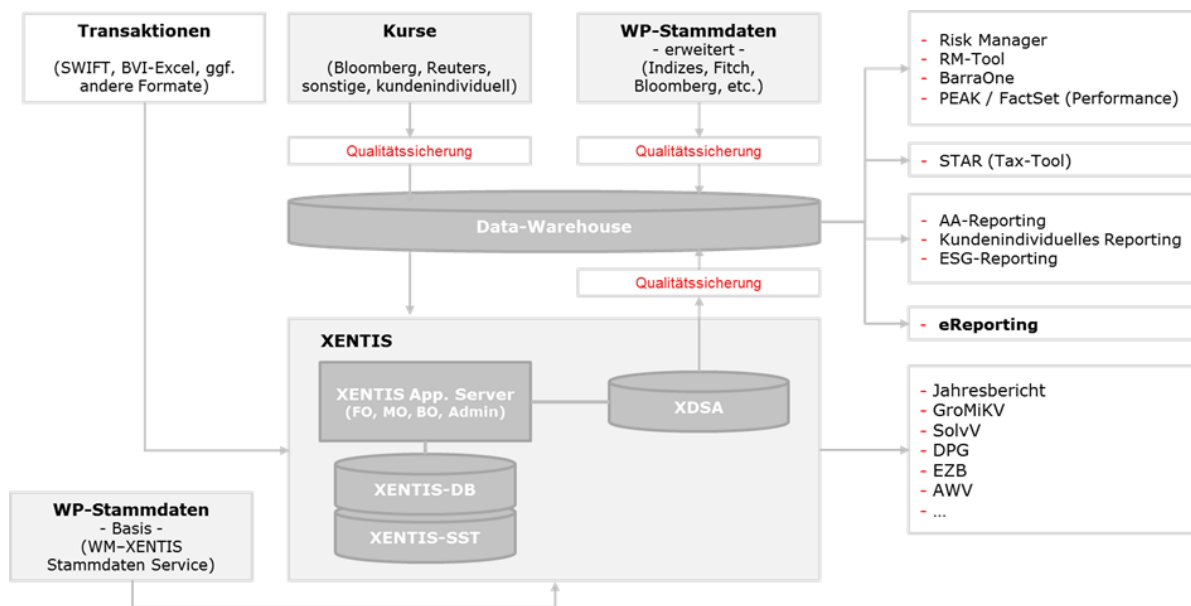 Transaktionen
(SWIFT, BVI-Excel, ggf.
andere Formate)
Kurse
(Bloomberg, Reuters,
sonstige, kundenindividuell)
WP-Stammdaten
- erweitert -
(Indizes, Fitch,
Bloomberg, etc.)
- Risk Manager
- RM-Tool
- BarraOne
- PEAK / FactSet (Performance)
Qualitätssicherung
Qualitätssicherung
- STAR (Tax-Tool)
Data-Warehouse
- AA-Reporting
- Kundenindividuelles Reporting
- ESG-Reporting
Qualitätssicherung
- eReporting
XENTIS
XENTIS App. Server
(FO, MO, BO, Admin)
XDSA
XENTIS-DB
XENTIS-SST
- Jahresbericht
- GroMiKV
- SolvV
- DPG
- EZB
- AWV
- ...
WP-Stammdaten
- Basis -
(WM–XENTIS
Stammdaten Service)